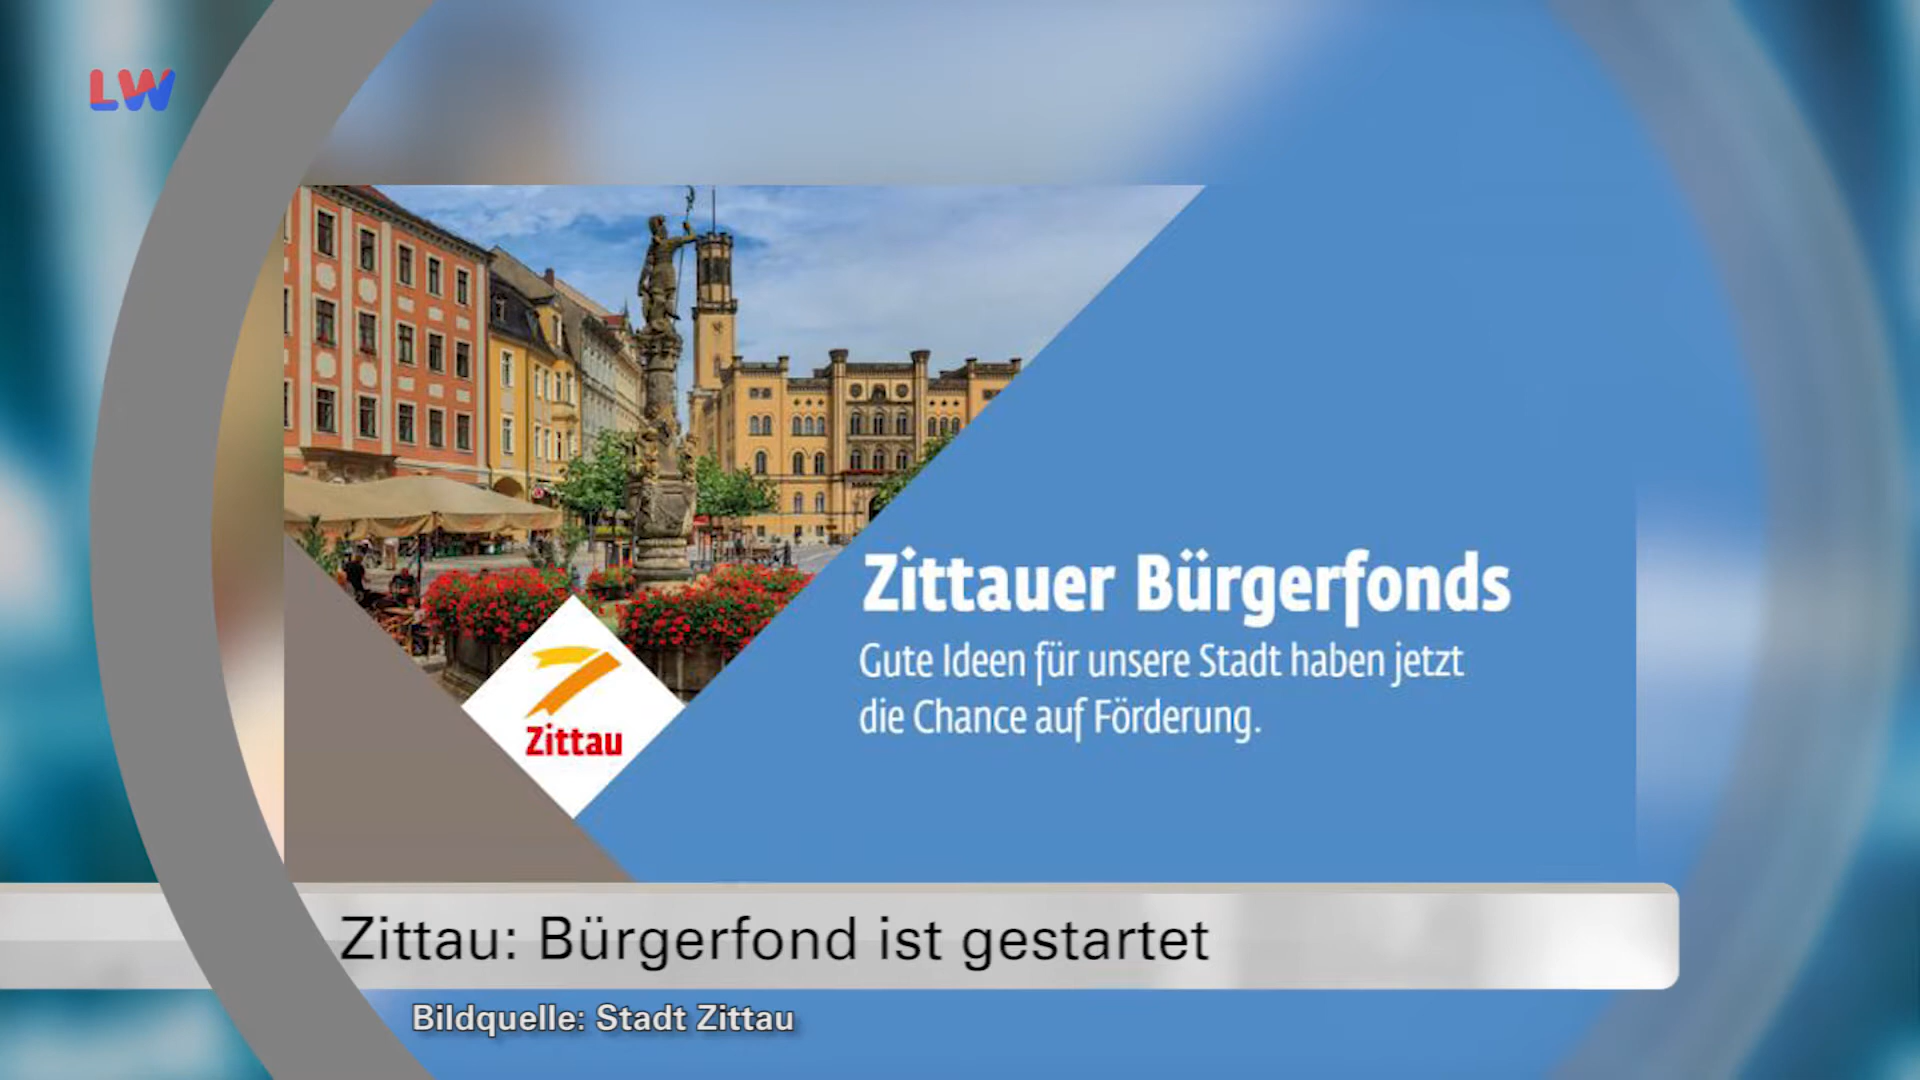 LW
Zittauer Bürgerfonds
Gute Ideen für unsere Stadt haben jetzt
die Chance auf Förderung.
Zittau
Zittau: Bürgerfond ist gestartet
Bildquelle: Stadt Zittau